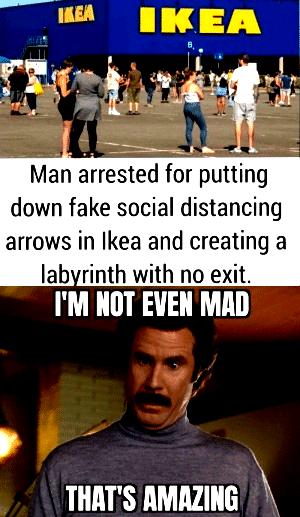 IKEA
IKEA
Man arrested for putting
down fake social distancing
arrows in Ikea and creating a
labyrinth with no exit.
I'M NOT EVEN MAD
THAT'S AMAZING